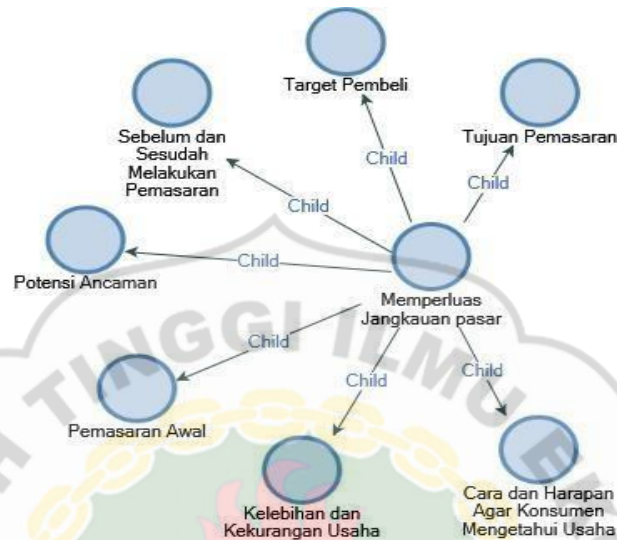 Target Pembeli
Tujuan Pemasaran
Sebelum dan
Sesudah
Melakukan
Pemasaran
Child
Child
Child
Potensi Ancaman
Child
Memperluas
Jangkauan pasar
Child
Child
Child
Pemasaran Awal
Kelebihan dan
Kekurangan Usaha
Cara dan Harapan
Agar Konsumen
Mengetahui Usaha
TINGGI ILMU